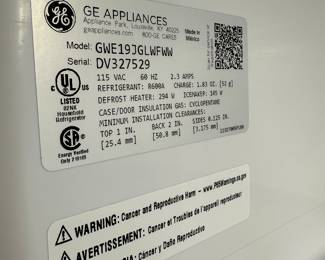 GE APPLIANCES
Appliance Park, Louisville, KY 40225
geappliances.com 800-GE CARES
Made in
México
Model: GWE19JGLWFWW
Serial: DV327529
115 VAC 60 HZ 2.3 AMPS
REFRIGERANT: R600A CHARGE: 1.83 OZ. [52 g]
DEFROST HEATER: 294 W ICEMAKER: 105 W
CASE/DOOR INSULATION GAS: CYCLOPENTANE
MINIMUM INSTALLATION CLEARANCES:
TOP 1 IN. BACK 2 IN. SIDES 0.125 IN.
[25.4 mm] [50.8 mm] [3.175 mm]
UL
LISTED
Household
Refrigerator
Energy Verified
WARNING: Cancer and Reproductive Harm - www.P65Warnings.ca.gov
AVERTISSEMENT: Cancer et Troubles de l'appareil reproducteur
Cáncer y Daño Reproductivo